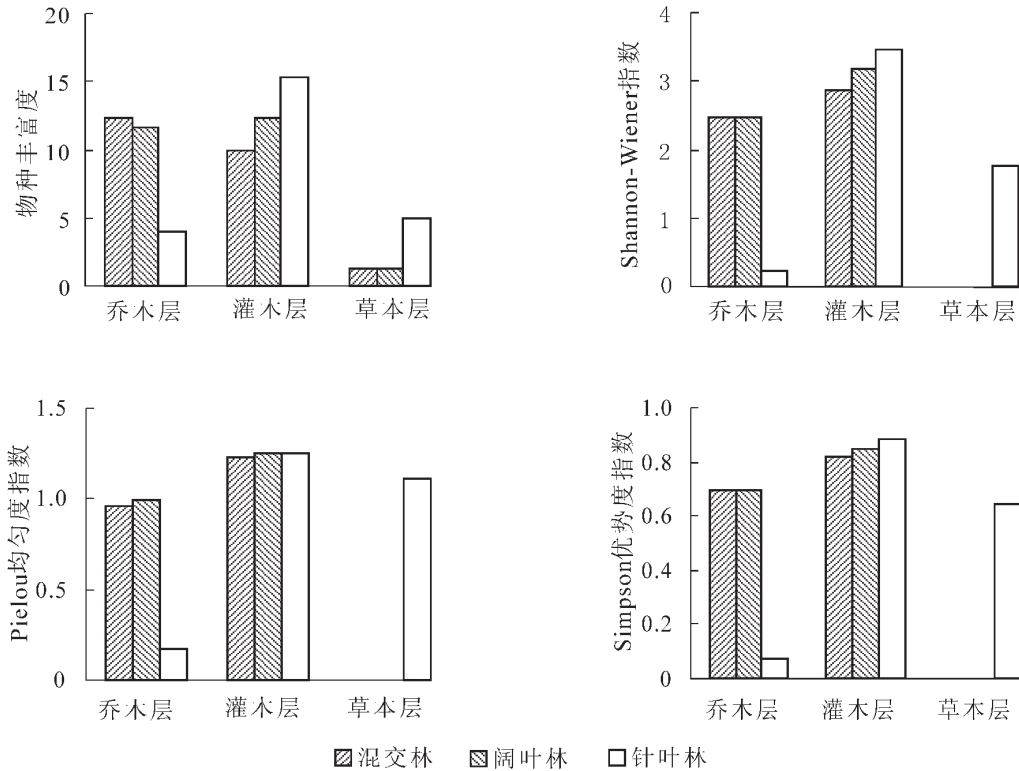 物种丰富度
20
15
10
5
0
乔木层 灌木层 草本层
Shannon-Wiener指数
4
3
2
1
0
乔木层 灌木层 草本层
Pielou均匀度指数
1.5
1.0
0.5
0
乔木层 灌木层 草本层
Simpson优势度指数
1.0
0.8
0.6
0.4
0.2
0
乔木层 灌木层 草本层
混交林 阔叶林 针叶林